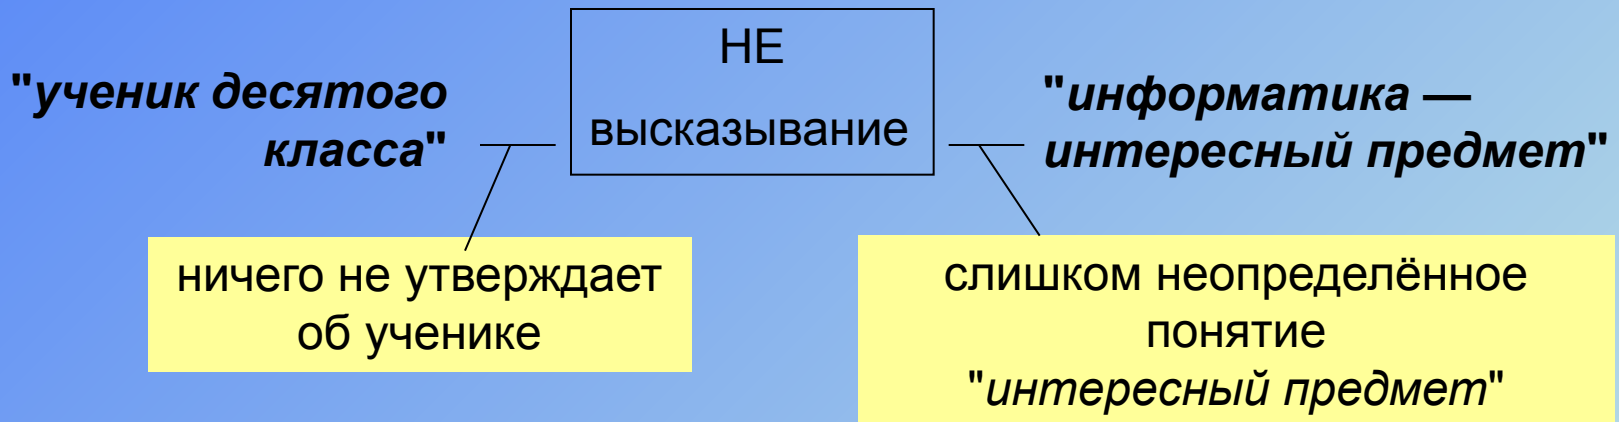 НЕ
высказывание
"ученик десятого
класса"
"информатика —
интересный предмет"
ничего не утверждает
об ученике
слишком неопределённое
понятие
"интересный предмет"